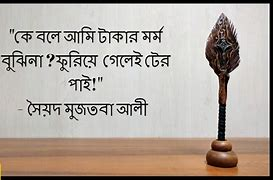 "কে বলে আমি টাকার মর্ম
বুঝিনা ?ফুরিয়ে গেলেই টের
পাই!"
- সৈয়দ মুজতবা আলী